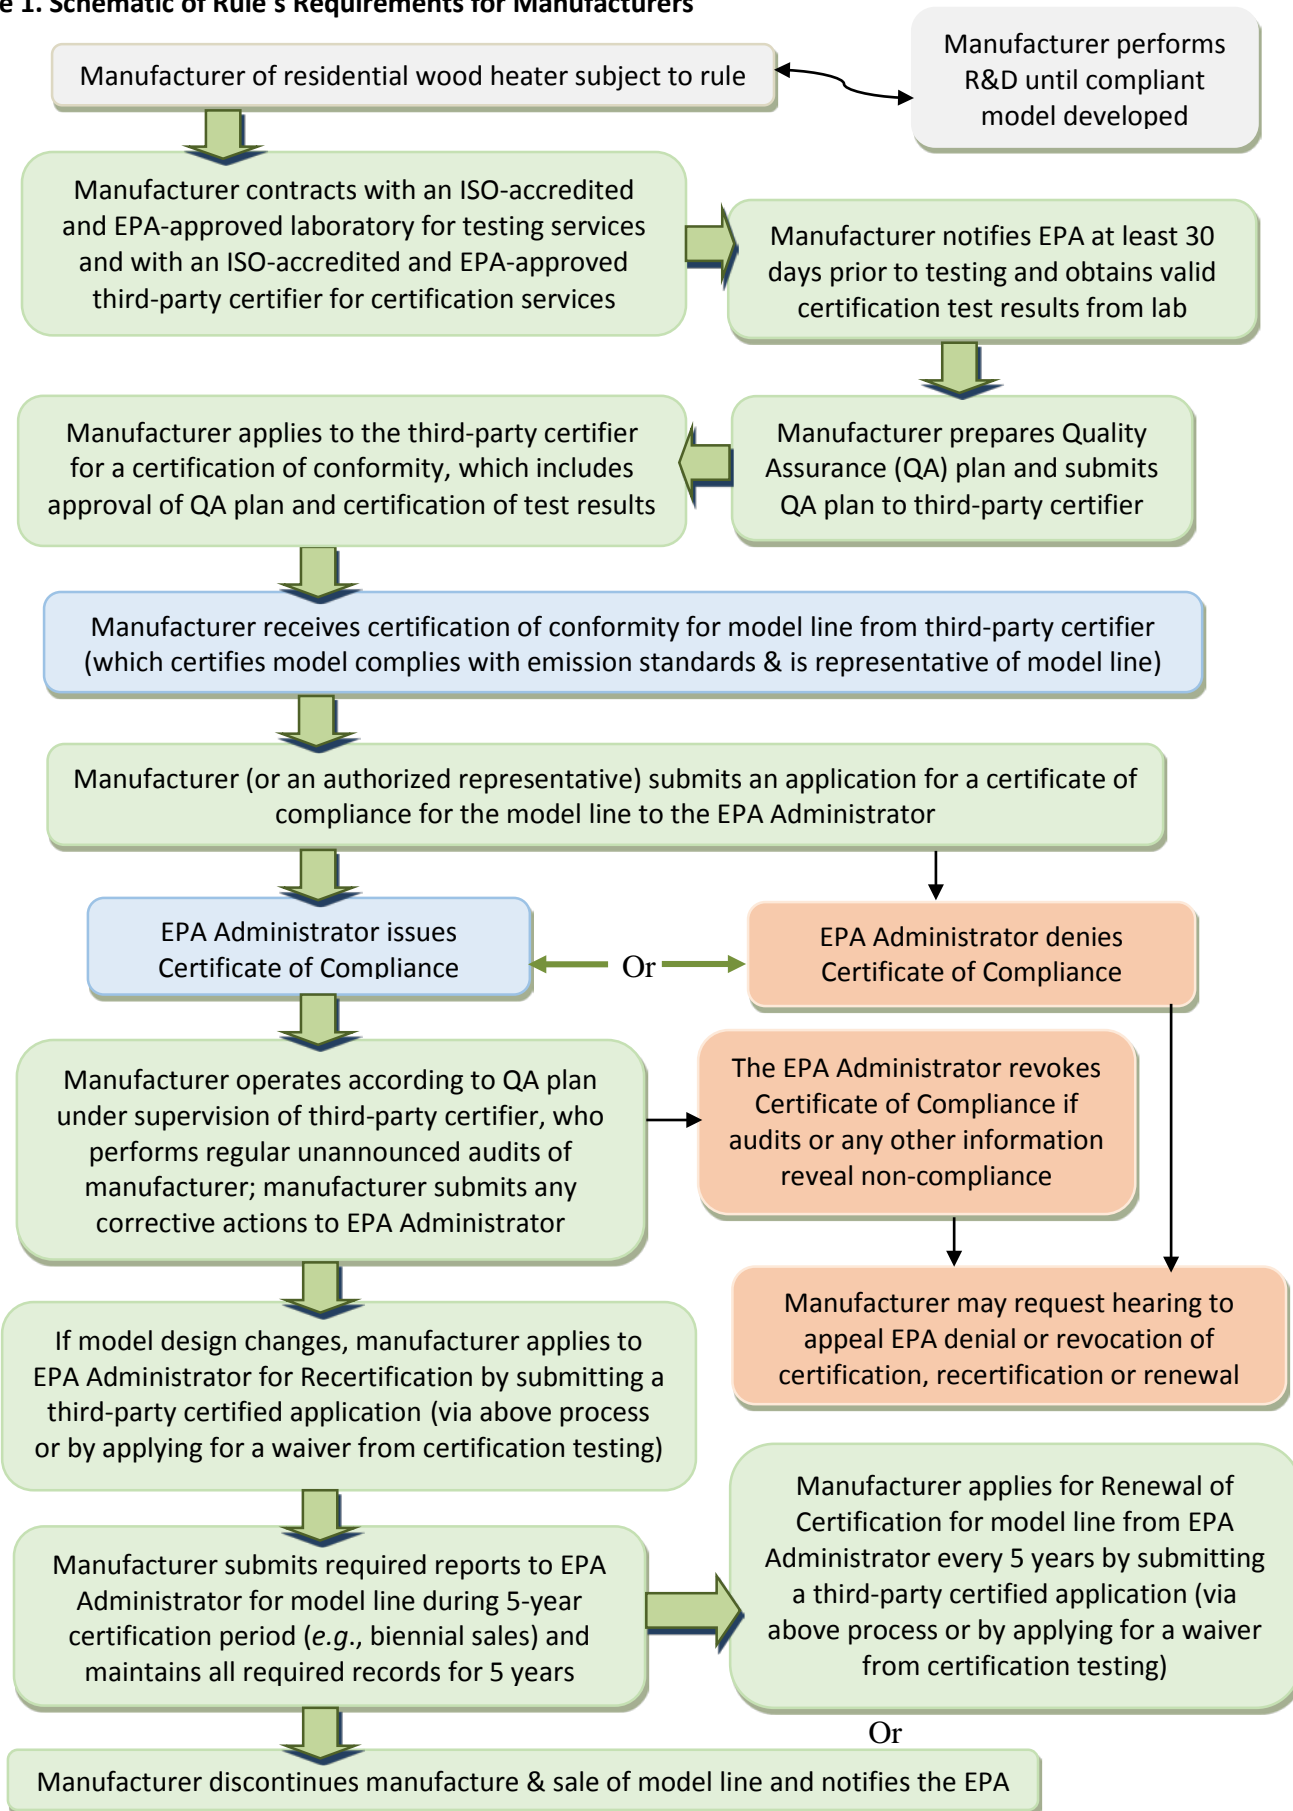 e 1. Schematic of Rule's Requirements for Manufacturers
Manufacturer of residential wood heater subject to rule
Manufacturer performs
R&D until compliant
model developed
Manufacturer contracts with an ISO-accredited
and EPA-approved laboratory for testing services
and with an ISO-accredited and EPA-approved
third-party certifier for certification services
Manufacturer notifies EPA at least 30
days prior to testing and obtains valid
certification test results from lab
Manufacturer applies to the third-party certifier
for a certification of conformity, which includes
approval of QA plan and certification of test results
Manufacturer prepares Quality
Assurance (QA) plan and submits
QA plan to third-party certifier
Manufacturer receives certification of conformity for model line from third-party certifier
(which certifies model complies with emission standards & is representative of model line)
Manufacturer (or an authorized representative) submits an application for a certificate of
compliance for the model line to the EPA Administrator
EPA Administrator issues
Certificate of Compliance
Or
EPA Administrator denies
Certificate of Compliance
Manufacturer operates according to QA plan
under supervision of third-party certifier, who
performs regular unannounced audits of
manufacturer; manufacturer submits any
corrective actions to EPA Administrator
The EPA Administrator revokes
Certificate of Compliance if
audits or any other information
reveal non-compliance
Manufacturer may request hearing to
appeal EPA denial or revocation of
certification, recertification or renewal
If model design changes, manufacturer applies to
EPA Administrator for Recertification by submitting a
third-party certified application (via above process
or by applying for a waiver from certification testing)
Manufacturer submits required reports to EPA
Administrator for model line during 5-year
certification period (e.g., biennial sales) and
maintains all required records for 5 years
Manufacturer applies for Renewal of
Certification for model line from EPA
Administrator every 5 years by submitting
a third-party certified application (via
above process or by applying for a waiver
from certification testing)
Or
Manufacturer discontinues manufacture & sale of model line and notifies the EPA